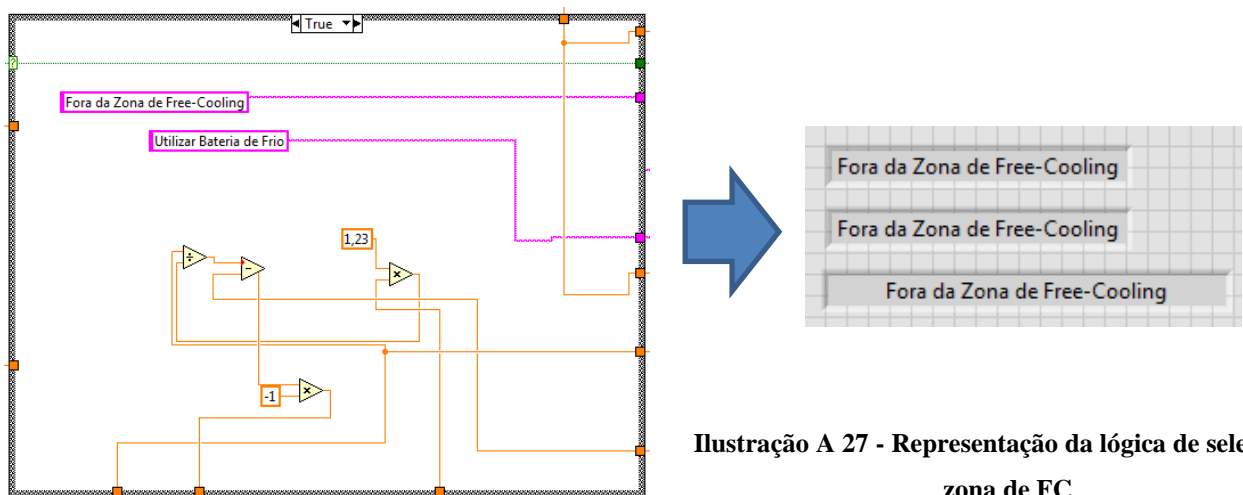 True
?
Fora da Zona de Free-Cooling
Utilizar Bateria de Frio
1,23
÷
-
×
-1
×
Fora da Zona de Free-Cooling
Fora da Zona de Free-Cooling
Fora da Zona de Free-Cooling
Ilustração A 27 - Representação da lógica de sele
zona de FC